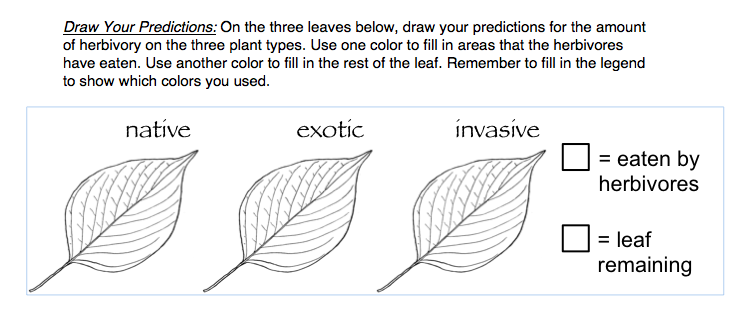 Draw Your Predictions: On the three leaves below, draw your predictions for the amount
of herbivory on the three plant types. Use one color to fill in areas that the herbivores
have eaten. Use another color to fill in the rest of the leaf. Remember to fill in the legend
to show which colors you used.
native exotic invasive
= eaten by
herbivores
= leaf
remaining